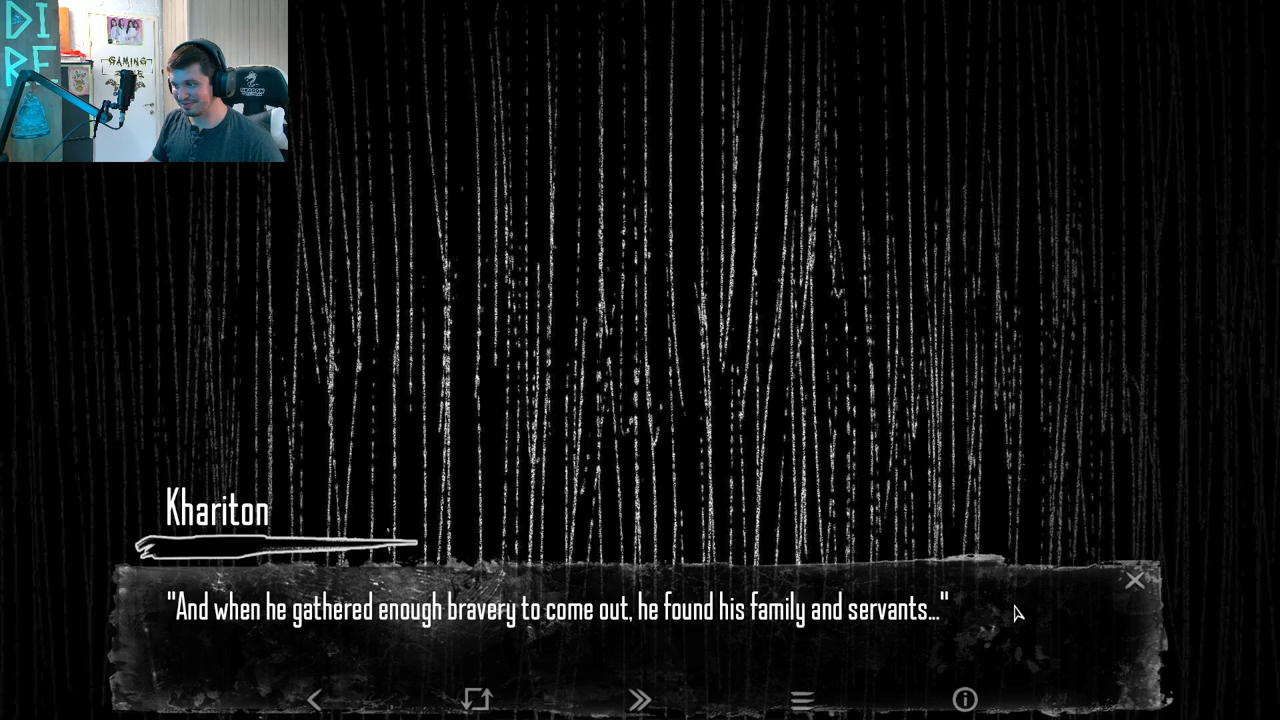 DI
RE
GAMING
Khariton
"And when he gathered enough bravery to come out, he found his family and servants..."